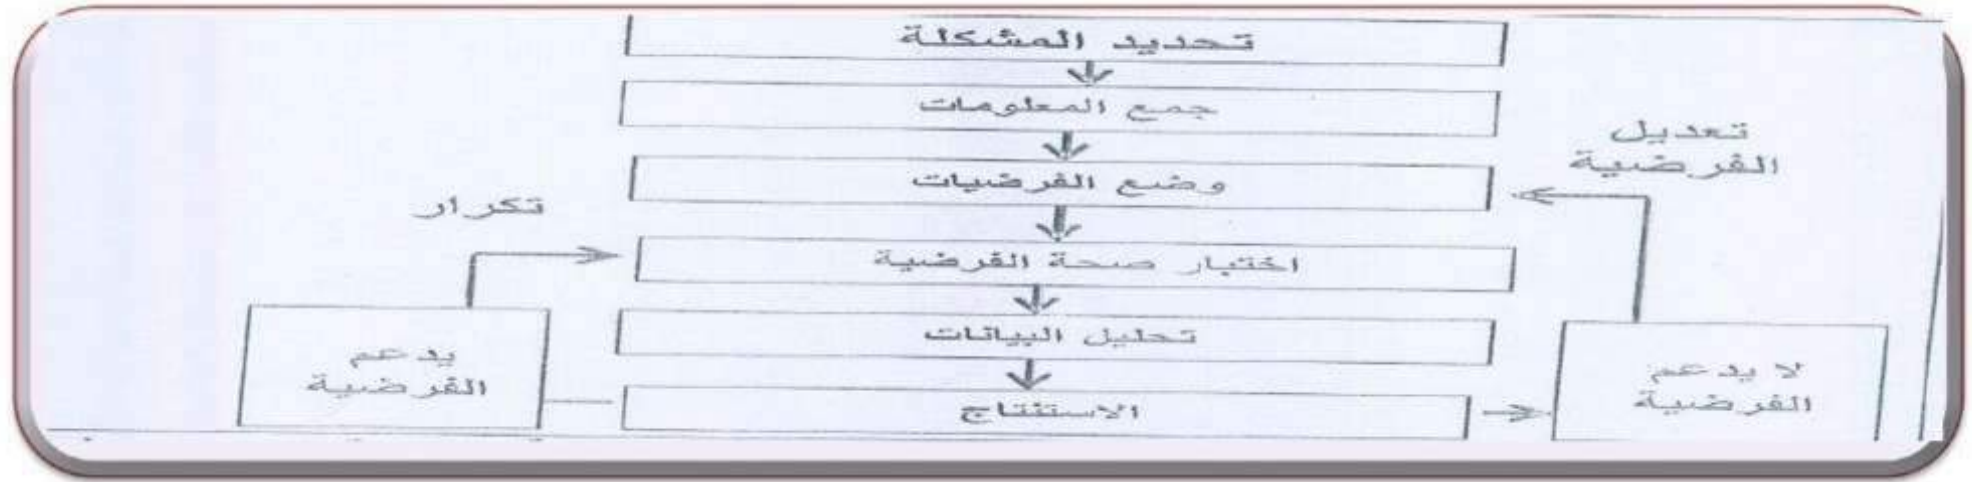 تحديد المشكلة
جمع المعلومات
تعديل
الفرضية
وضع الفرضيات
تكرار
اختبار صحة الفرضية
تحليل البيانات
يدعم
الفرضية
لا يدعم
الفرضية
الاستنتاج